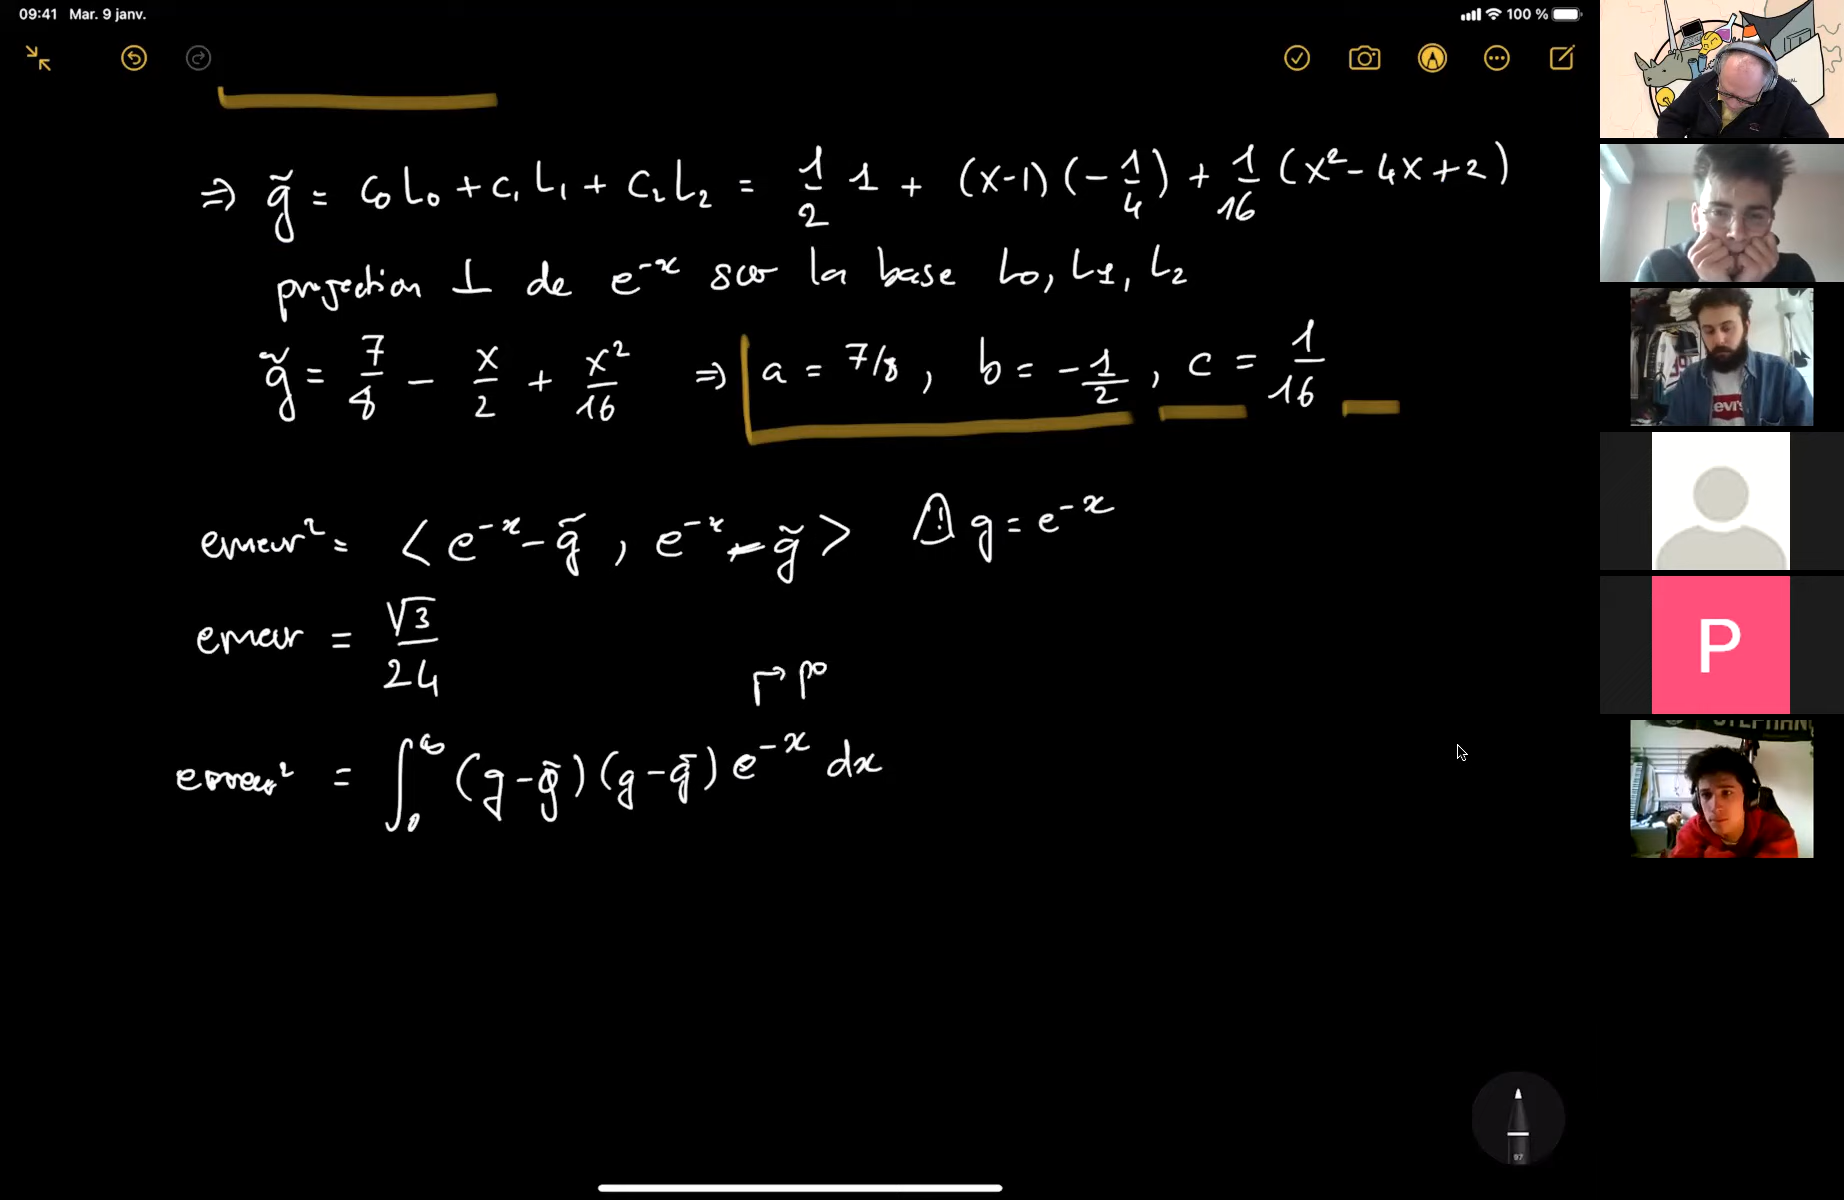 09:41 Mar. 9 janv. 100 %
⇒ g̃ = C₀L₀ + C₁L₁ + C₂L₂ = 1/2 1 + (x-1)(-1/4) + 1/16 (x² - 4x + 2)
projection ⊥ de e⁻ˣ sur la base L₀, L₁, L₂
g̃ = 7/8 - x/2 + x²/16 ⇒ a = 7/8, b = -1/2, c = 1/16
erreur² = < e⁻ˣ - g̃, e⁻ˣ - g̃ > ! g = e⁻ˣ
erreur = √3/24
erreur² = ∫₀^∞ (g - g̃)(g - g̃) e⁻ˣ dx
97
Levi's
P